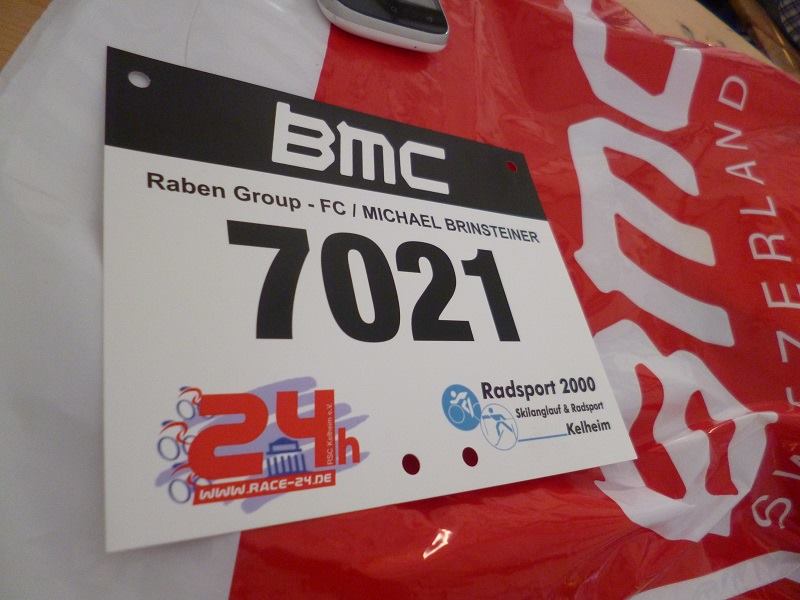 BMC
Raben Group - FC / MICHAEL BRINSTEINER
7021
24h
RSC Kelheim e.V.
WWW.RACE-24.DE
Radsport 2000
Skilanglauf & Radsport
Kelheim
BMC
SWITZERLAND